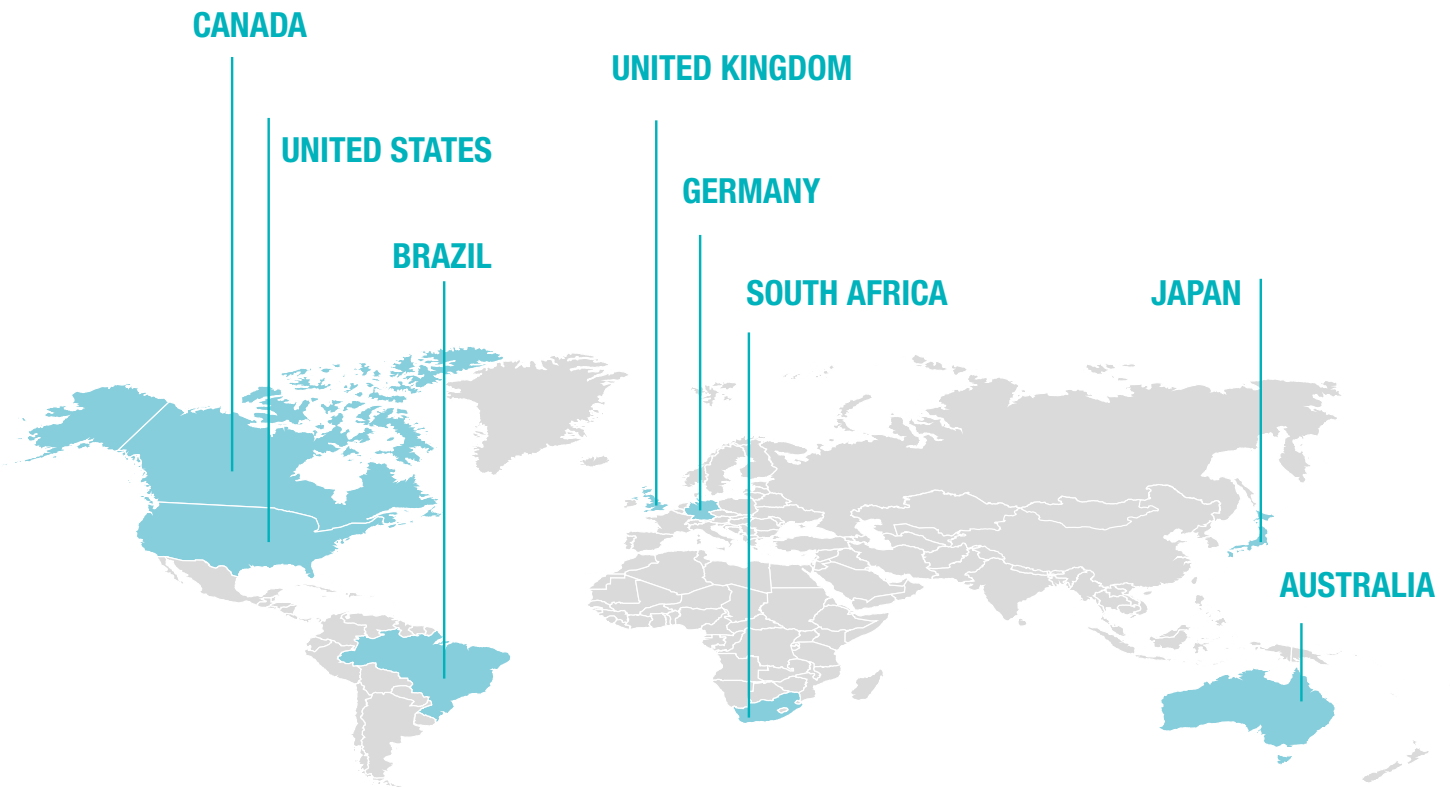 CANADA
UNITED KINGDOM
UNITED STATES
GERMANY
BRAZIL
SOUTH AFRICA
JAPAN
AUSTRALIA